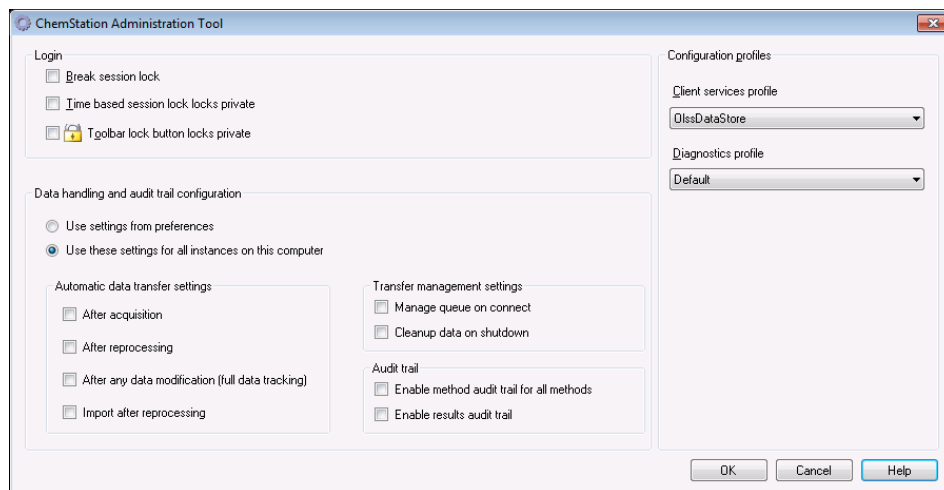 ChemStation Administration Tool
Login
Break session lock
Time based session lock locks private
Toolbar lock button locks private
Data handling and audit trail configuration
Use settings from preferences
Use these settings for all instances on this computer
Automatic data transfer settings
After acquisition
After reprocessing
After any data modification (full data tracking)
Import after reprocessing
Transfer management settings
Manage queue on connect
Cleanup data on shutdown
Audit trail
Enable method audit trail for all methods
Enable results audit trail
Configuration profiles
Client services profile
OlssDataStore
Diagnostics profile
Default
OK
Cancel
Help